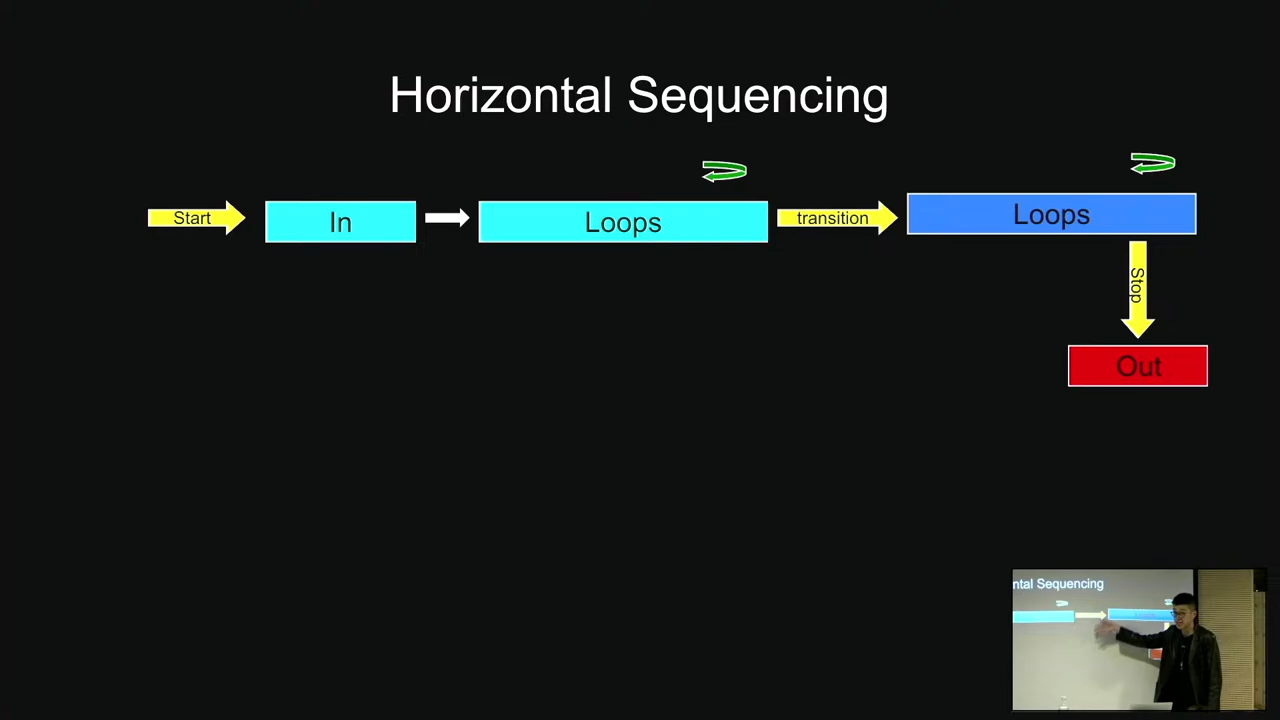 Horizontal Sequencing
Start
In
Loops
transition
Loops
Stop
Out
ntal Sequencing